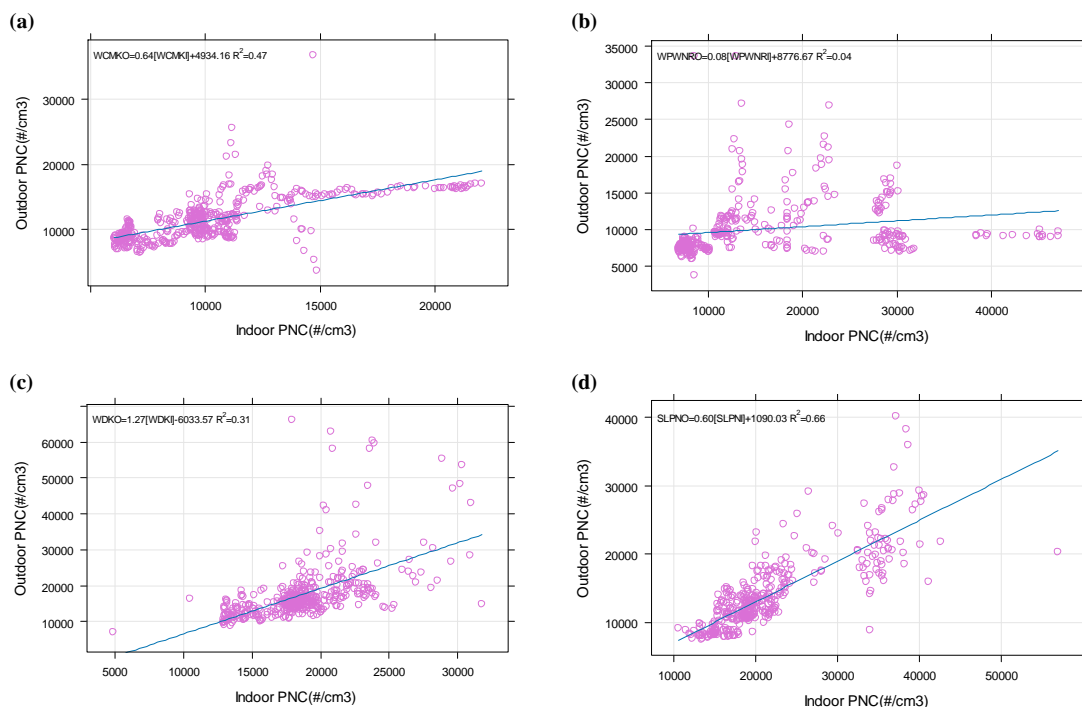 (a)
WCMKO=0.64[WCMKI]+4934.16 R²=0.47
30000
20000
10000
Outdoor PNC(#/cm3)
10000 15000 20000
Indoor PNC(#/cm3)
(b)
WPWNRO=0.08[WPWNRI]+8776.67 R²=0.04
35000
30000
25000
20000
15000
10000
5000
Outdoor PNC(#/cm3)
10000 20000 30000 40000
Indoor PNC(#/cm3)
(c)
WDKO=1.27[WDKI]-6033.57 R²=0.31
60000
50000
40000
30000
20000
10000
Outdoor PNC(#/cm3)
5000 10000 15000 20000 25000 30000
Indoor PNC(#/cm3)
(d)
SLPNO=0.60[SLPNI]+1090.03 R²=0.66
40000
30000
20000
10000
Outdoor PNC(#/cm3)
10000 20000 30000 40000 50000
Indoor PNC(#/cm3)